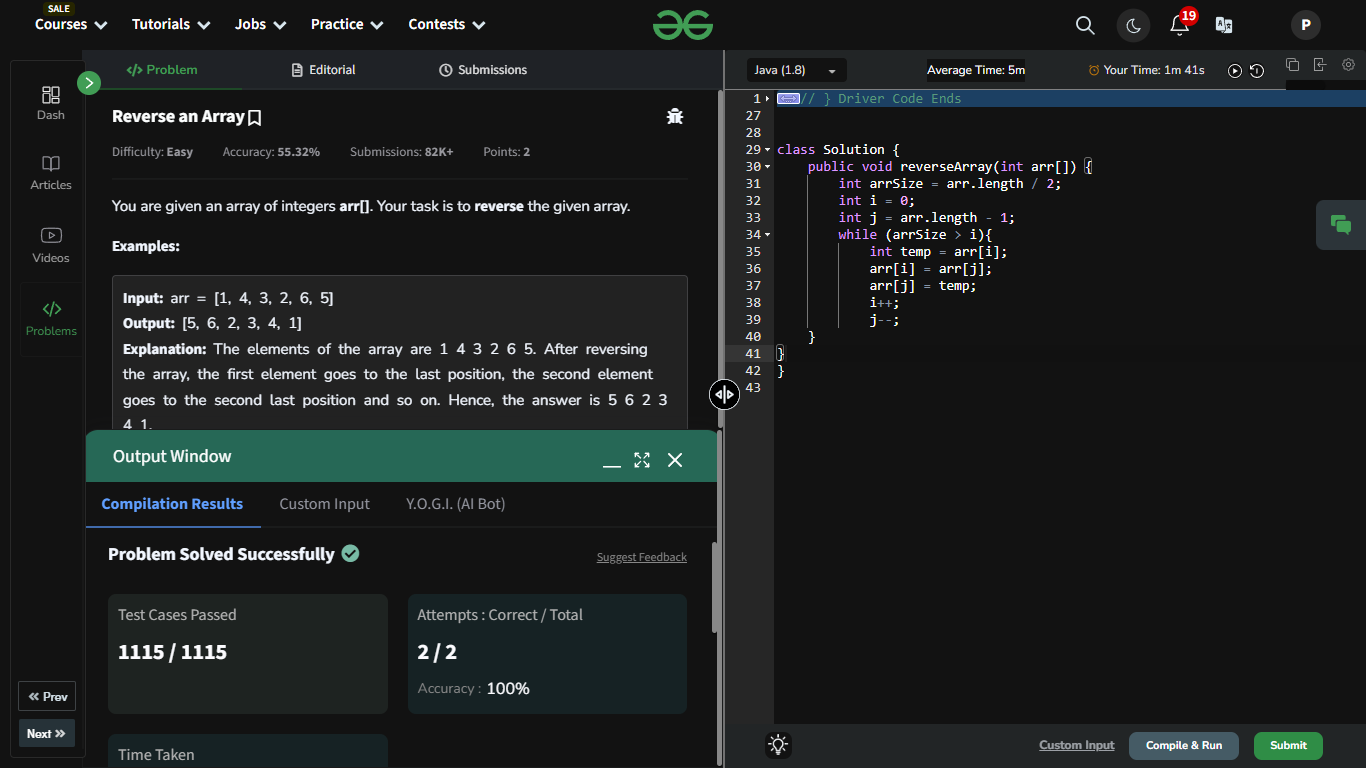 SALE
Courses Tutorials Jobs Practice Contests
19
P
Dash
Articles
Videos
Problems
Prev
Next
Problem Editorial Submissions
Reverse an Array
Difficulty: Easy Accuracy: 55.32% Submissions: 82K+ Points: 2
You are given an array of integers arr[]. Your task is to reverse the given array.
Examples:
Input: arr = [1, 4, 3, 2, 6, 5]
Output: [5, 6, 2, 3, 4, 1]
Explanation: The elements of the array are 1 4 3 2 6 5. After reversing
the array, the first element goes to the last position, the second element
goes to the second last position and so on. Hence, the answer is 5 6 2 3
4 1.
Output Window
Compilation Results Custom Input Y.O.G.I. (AI Bot)
Problem Solved Successfully
Suggest Feedback
Test Cases Passed
1115 / 1115
Attempts : Correct / Total
2 / 2
Accuracy : 100%
Time Taken
Java (1.8) Average Time: 5m Your Time: 1m 41s
1 // } Driver Code Ends
27
28
29 class Solution {
30 public void reverseArray(int arr[]) {
31 int arrSize = arr.length / 2;
32 int i = 0;
33 int j = arr.length - 1;
34 while (arrSize > i){
35 int temp = arr[i];
36 arr[i] = arr[j];
37 arr[j] = temp;
38 i++;
39 j--;
40 }
41 }
42 }
43
Custom Input Compile & Run Submit